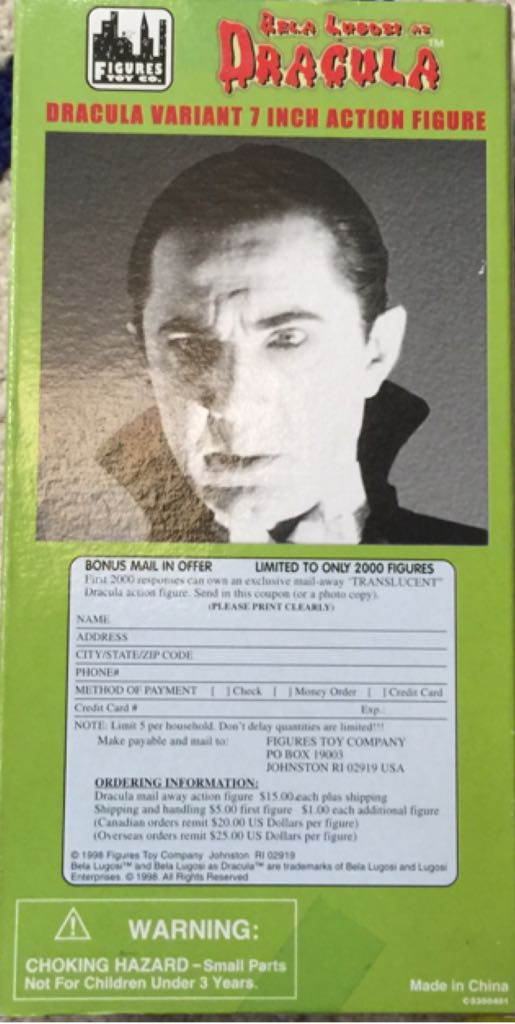 FIGURES
TOY CO.
BELA LUGOSI AS
DRACULA™
DRACULA VARIANT 7 INCH ACTION FIGURE
BONUS MAIL IN OFFER LIMITED TO ONLY 2000 FIGURES
First 2000 responses can own an exclusive mail-away "TRANSLUCENT"
Dracula action figure. Send in this coupon (or a photo copy).
(PLEASE PRINT CLEARLY)
NAME
ADDRESS
CITY/STATE/ZIP CODE
PHONE#
METHOD OF PAYMENT [ ] Check [ ] Money Order [ ] Credit Card
Credit Card # Exp.:
NOTE: Limit 5 per household. Don't delay quantities are limited!!!
Make payable and mail to: FIGURES TOY COMPANY
PO BOX 19003
JOHNSTON RI 02919 USA
ORDERING INFORMATION:
Dracula mail away action figure $15.00 each plus shipping
Shipping and handling $5.00 first figure $1.00 each additional figure
(Canadian orders remit $20.00 US Dollars per figure)
(Overseas orders remit $25.00 US Dollars per figure)
© 1998 Figures Toy Company Johnston RI 02919
Bela Lugosi™ and Bela Lugosi as Dracula™ are trademarks of Bela Lugosi and Lugosi
Enterprises. © 1998 All Rights Reserved
WARNING:
CHOKING HAZARD – Small Parts
Not For Children Under 3 Years.
Made in China